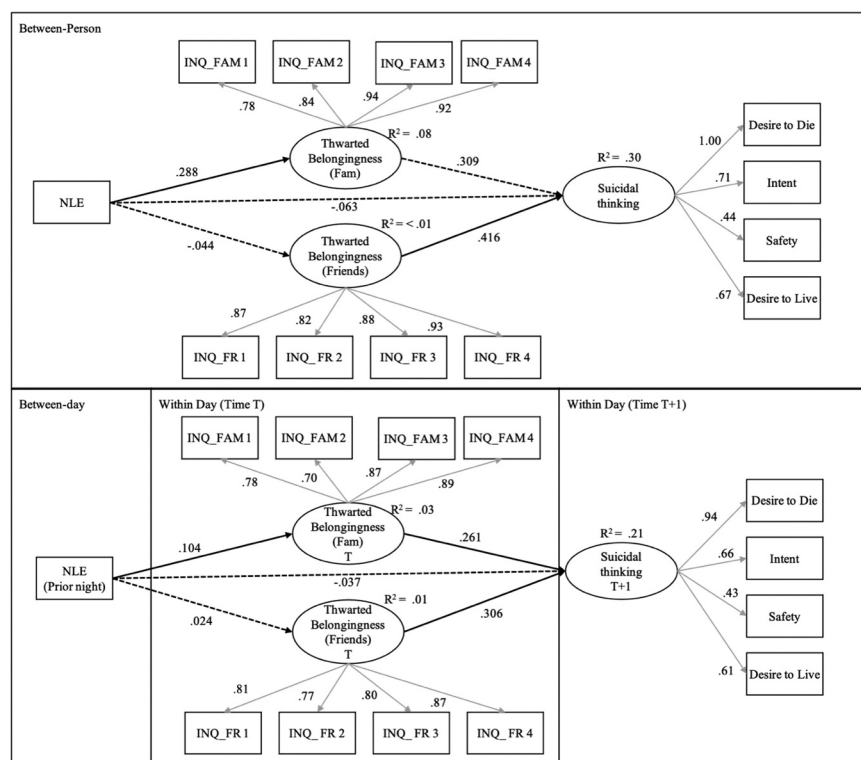 Between-Person
INQ_FAM 1
INQ_FAM 2
INQ_FAM 3
INQ_FAM 4
.78
.84
.94
.92
Thwarted
Belongingness
(Fam)
R² = .08
.288
.309
NLE
-.063
-.044
Thwarted
Belongingness
(Friends)
R² = < .01
.416
R² = .30
Suicidal
thinking
1.00
.71
.44
.67
Desire to Die
Intent
Safety
Desire to Live
.87
.82
.88
.93
INQ_FR 1
INQ_FR 2
INQ_FR 3
INQ_FR 4
Between-day
Within Day (Time T)
Within Day (Time T+1)
INQ_FAM 1
INQ_FAM 2
INQ_FAM 3
INQ_FAM 4
.78
.70
.87
.89
Thwarted
Belongingness
(Fam)
T
R² = .03
.104
.261
NLE
(Prior night)
-.037
.024
Thwarted
Belongingness
(Friends)
T
R² = .01
.306
R² = .21
Suicidal
thinking
T+1
.94
.66
.43
.61
Desire to Die
Intent
Safety
Desire to Live
.81
.77
.80
.87
INQ_FR 1
INQ_FR 2
INQ_FR 3
INQ_FR 4